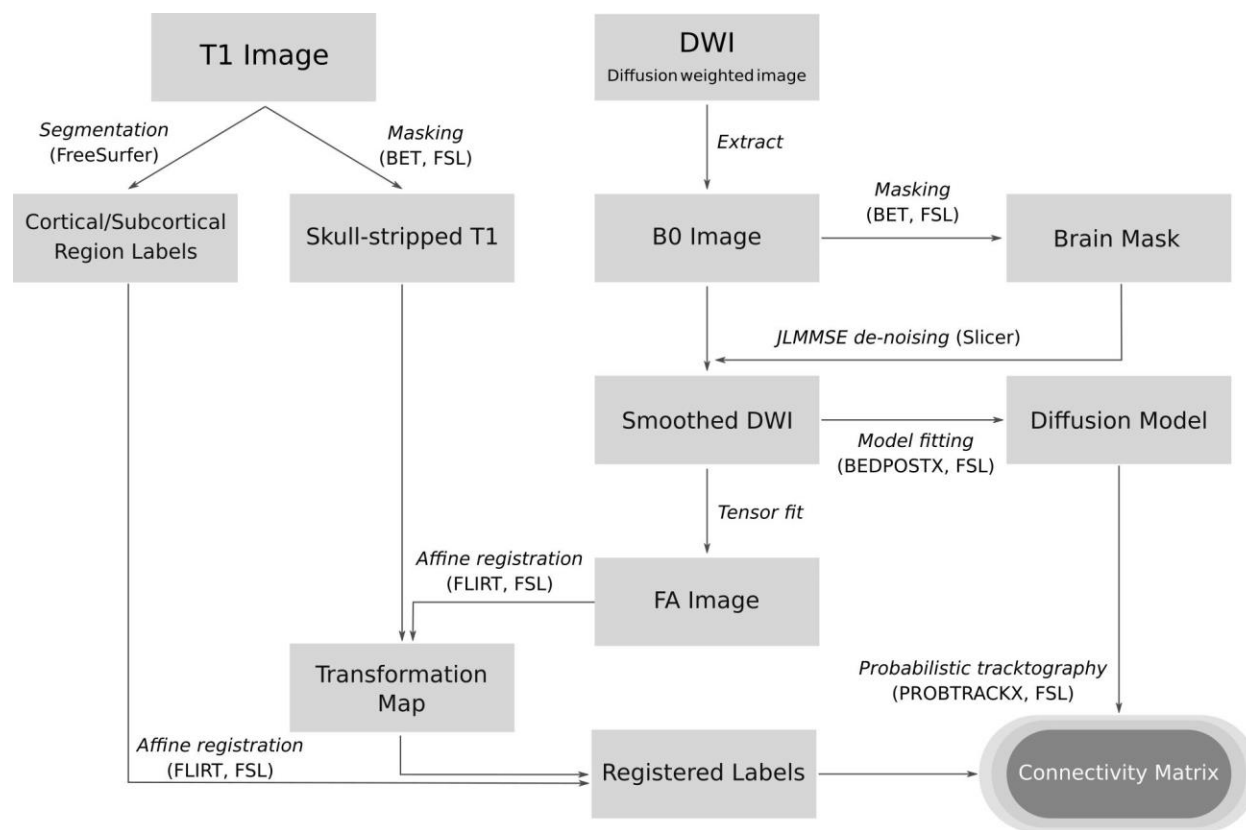 T1 Image
DWI
Diffusion weighted image
Segmentation
(FreeSurfer)
Masking
(BET, FSL)
Extract
Cortical/Subcortical
Region Labels
Skull-stripped T1
B0 Image
Masking
(BET, FSL)
Brain Mask
JLMMSE de-noising (Slicer)
Smoothed DWI
Model fitting
(BEDPOSTX, FSL)
Diffusion Model
Tensor fit
Affine registration
(FLIRT, FSL)
FA Image
Transformation
Map
Probabilistic tracktography
(PROBTRACKX, FSL)
Affine registration
(FLIRT, FSL)
Registered Labels
Connectivity Matrix